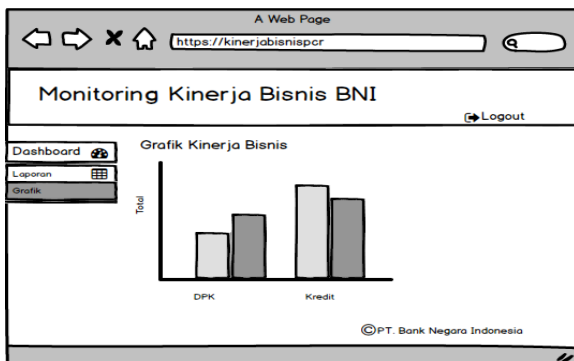 A Web Page
https://kinerjabisnispcr
Monitoring Kinerja Bisnis BNI
Logout
Dashboard
Laporan
Grafik
Grafik Kinerja Bisnis
Total
DPK Kredit
©PT. Bank Negara Indonesia